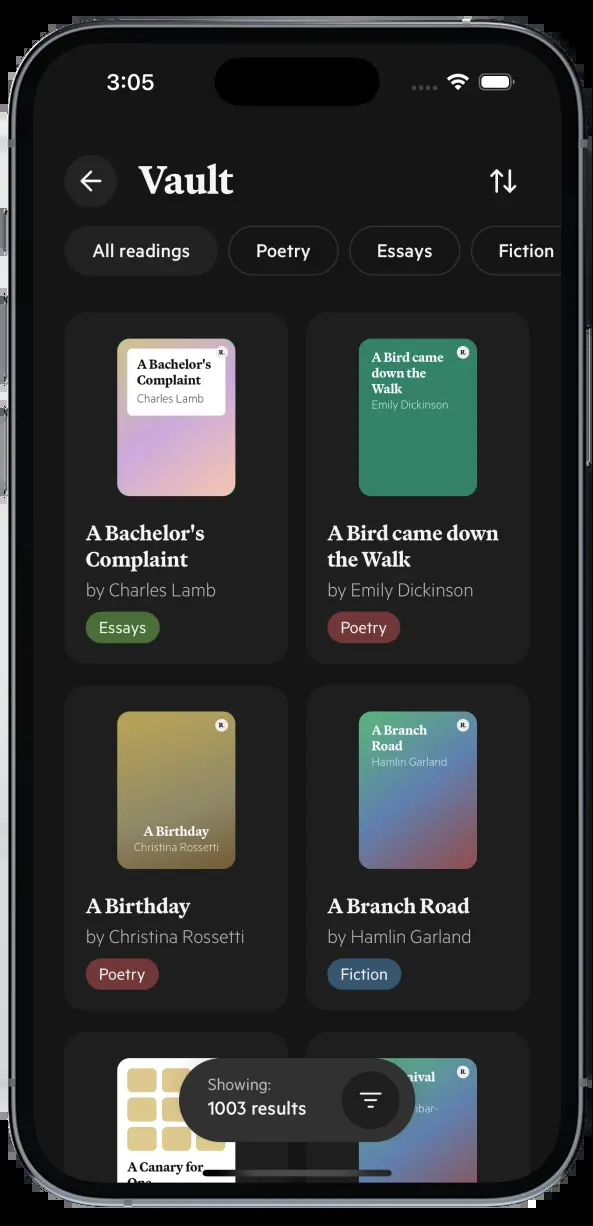 3:05
Vault
All readings
Poetry
Essays
Fiction
R.
A Bachelor's
Complaint
Charles Lamb
R.
A Bird came
down the
Walk
Emily Dickinson
A Bachelor's
Complaint
by Charles Lamb
Essays
A Bird came down
the Walk
by Emily Dickinson
Poetry
R.
A Birthday
Christina Rossetti
R.
A Branch
Road
Hamlin Garland
A Birthday
by Christina Rossetti
Poetry
A Branch Road
by Hamlin Garland
Fiction
A Canary for
One
R.
nival
nbar-
Showing:
1003 results